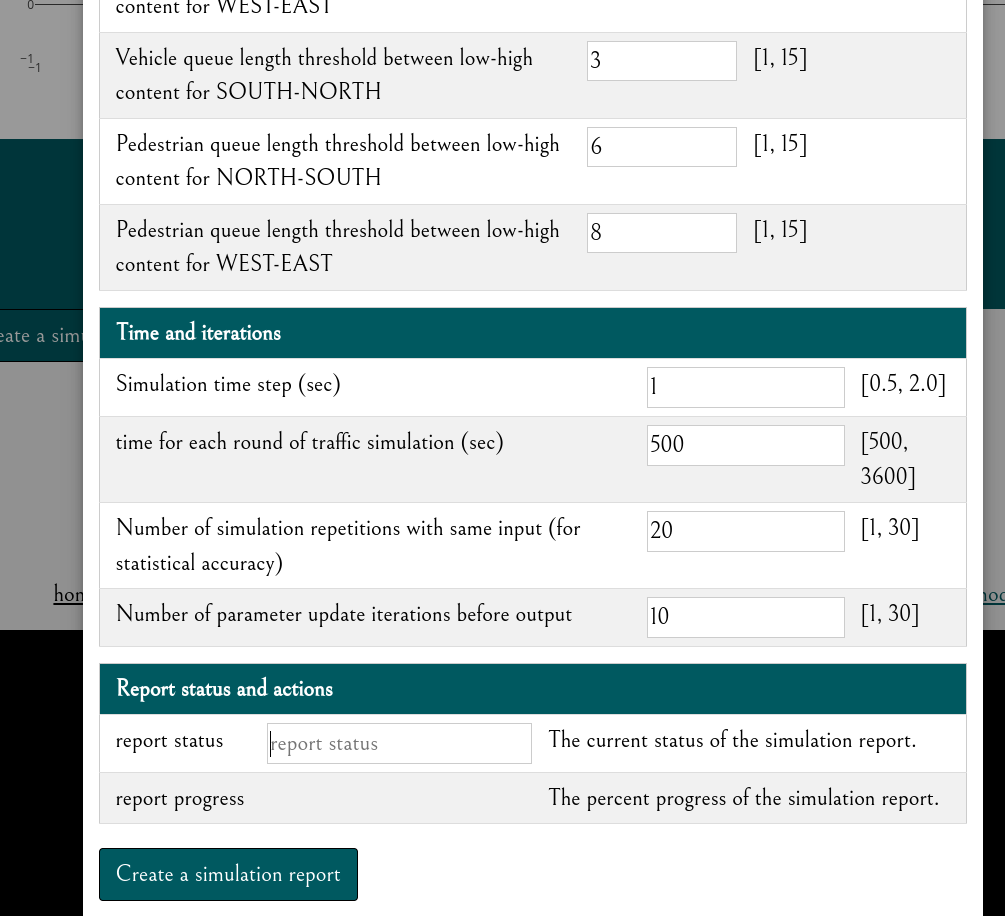 0
−1
−1
content for WEST-EAST
Vehicle queue length threshold between low-high
content for SOUTH-NORTH
3
[1, 15]
Pedestrian queue length threshold between low-high
content for NORTH-SOUTH
6
[1, 15]
Pedestrian queue length threshold between low-high
content for WEST-EAST
8
[1, 15]
Time and iterations
Simulation time step (sec)
1
[0.5, 2.0]
time for each round of traffic simulation (sec)
500
[500,
3600]
Number of simulation repetitions with same input (for
statistical accuracy)
20
[1, 30]
Number of parameter update iterations before output
10
[1, 30]
Report status and actions
report status
report status
The current status of the simulation report.
report progress
The percent progress of the simulation report.
Create a simulation report